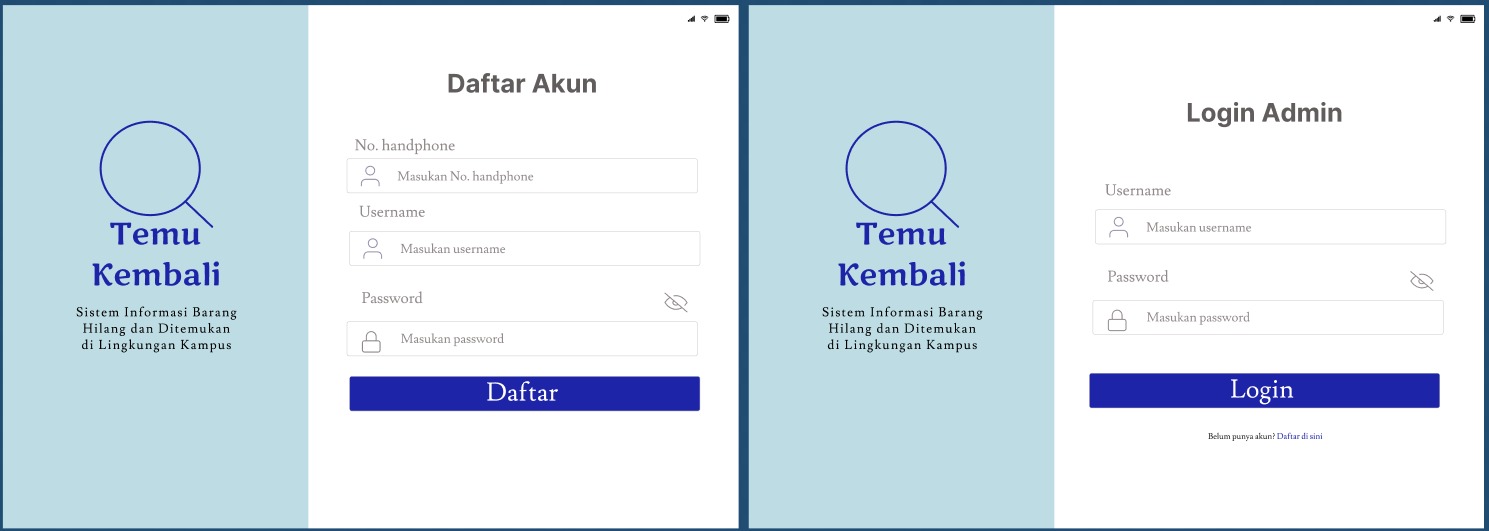 Temu
Kembali
Sistem Informasi Barang
Hilang dan Ditemukan
di Lingkungan Kampus
Daftar Akun
No. handphone
Masukan No. handphone
Username
Masukan username
Password
Masukan password
Daftar
Temu
Kembali
Sistem Informasi Barang
Hilang dan Ditemukan
di Lingkungan Kampus
Login Admin
Username
Masukan username
Password
Masukan password
Login
Belum punya akun? Daftar di sini